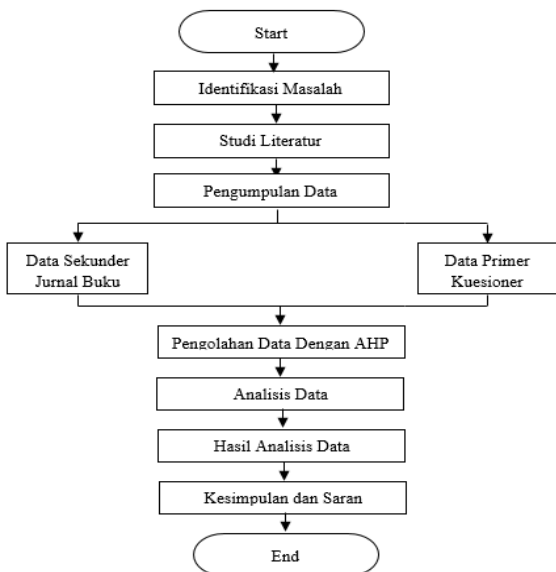 Start
Identifikasi Masalah
Studi Literatur
Pengumpulan Data
Data Sekunder
Jurnal Buku
Data Primer
Kuesioner
Pengolahan Data Dengan AHP
Analisis Data
Hasil Analisis Data
Kesimpulan dan Saran
End